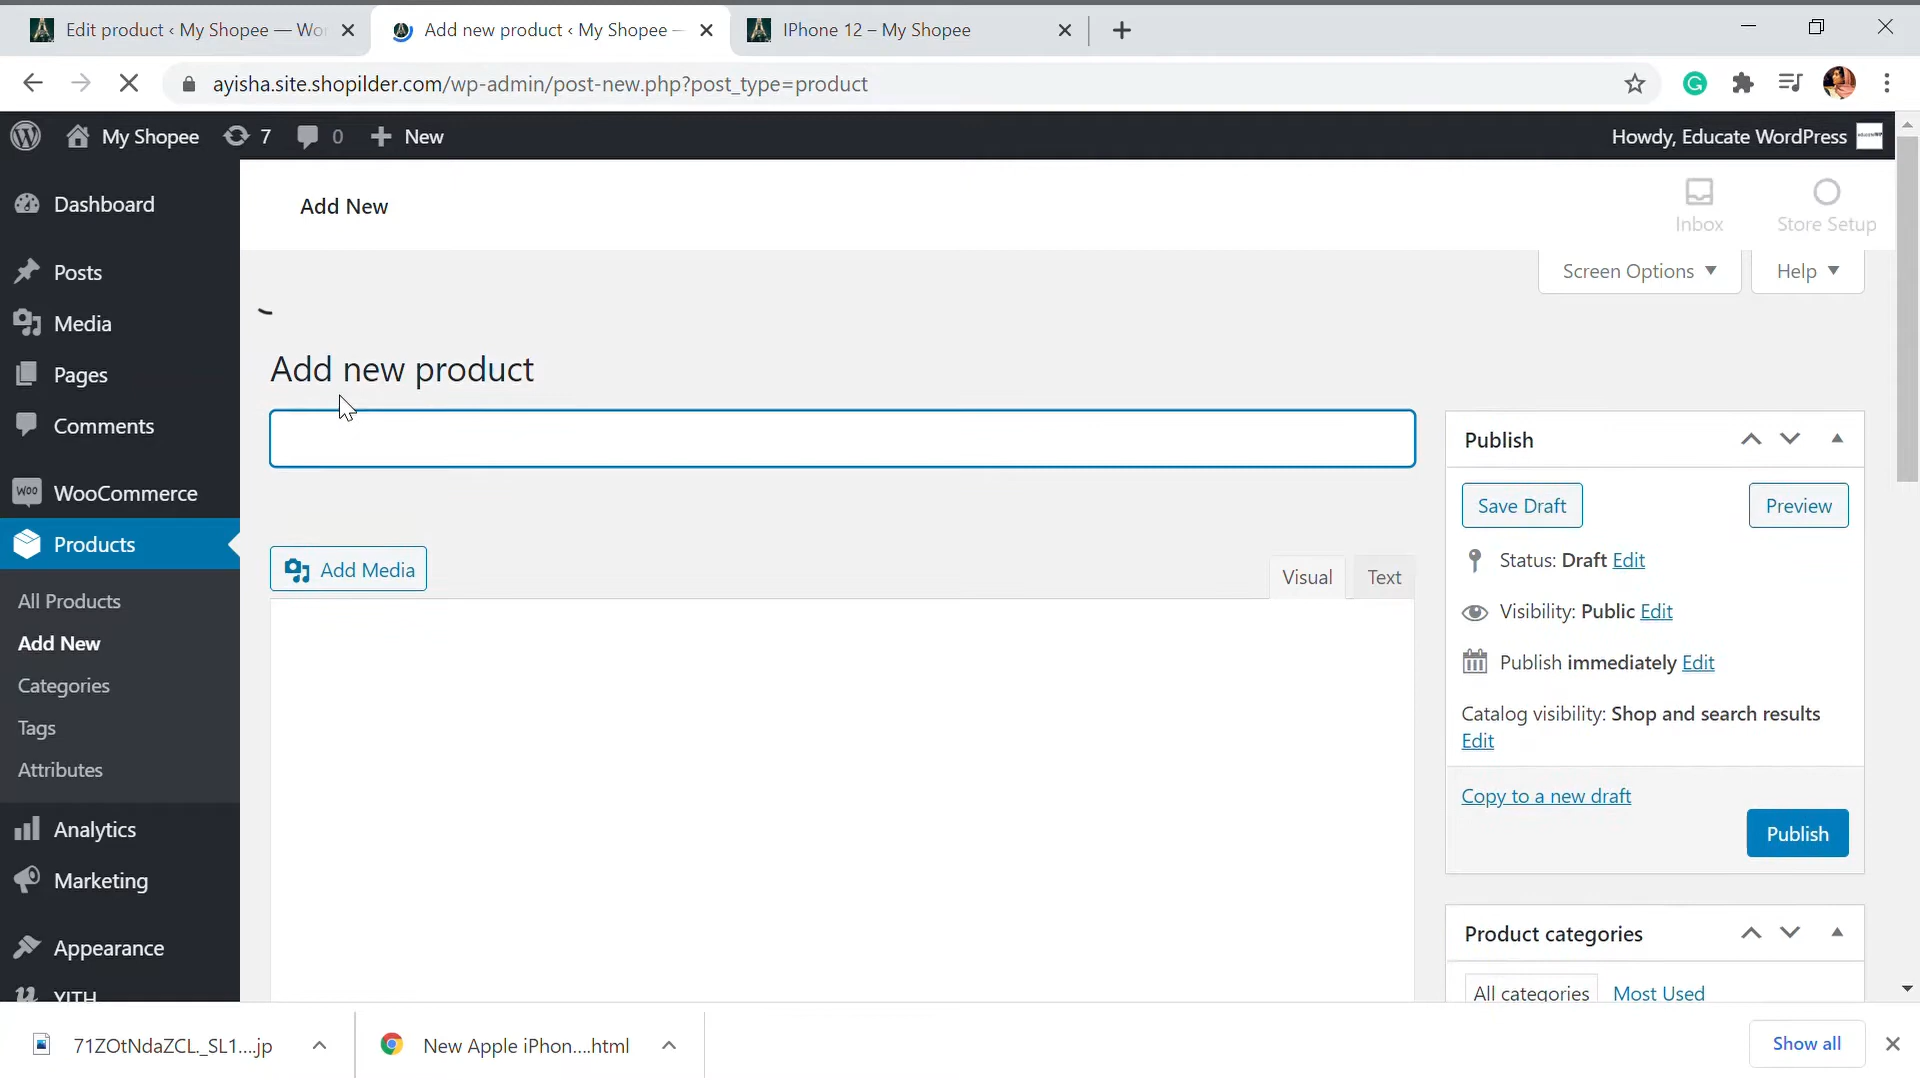 Edit product ‹ My Shopee — Wo
Add new product ‹ My Shopee —
IPhone 12 – My Shopee
ayisha.site.shopilder.com/wp-admin/post-new.php?post_type=product
My Shopee
7
0
New
Howdy, Educate WordPress
Dashboard
Posts
Media
Pages
Comments
WooCommerce
Products
All Products
Add New
Categories
Tags
Attributes
Analytics
Marketing
Appearance
YITH
Add New
Inbox
Store Setup
Screen Options
Help
Add new product
Add Media
Visual
Text
Publish
Save Draft
Preview
Status: Draft Edit
Visibility: Public Edit
Publish immediately Edit
Catalog visibility: Shop and search results
Edit
Copy to a new draft
Publish
Product categories
All categories
Most Used
71ZOtNdaZCL._SL1....jp
New Apple iPhon....html
Show all